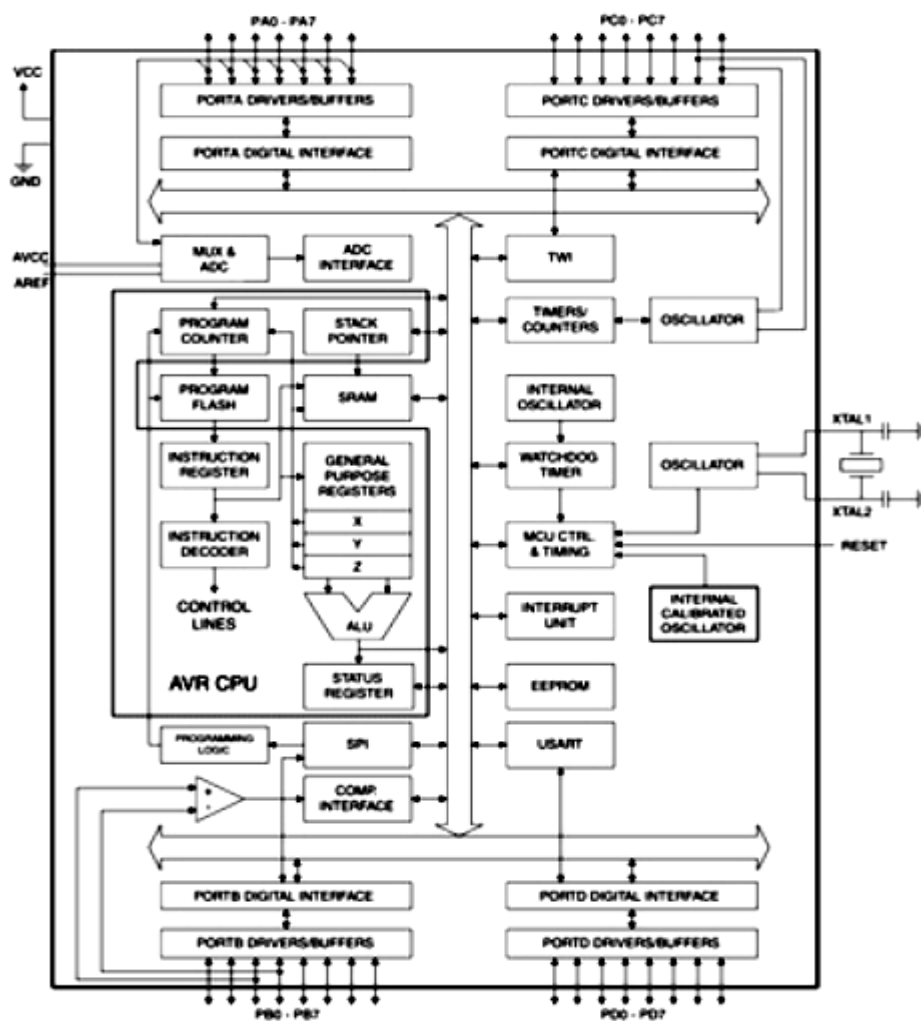 PA0 - PA7
PC0 - PC7
VCC
PORTA DRIVERS/BUFFERS
PORTC DRIVERS/BUFFERS
PORTA DIGITAL INTERFACE
PORTC DIGITAL INTERFACE
GND
MUX &
ADC
ADC
INTERFACE
TWI
AVCC
AREF
PROGRAM
COUNTER
STACK
POINTER
TIMERS/
COUNTERS
OSCILLATOR
PROGRAM
FLASH
SRAM
INTERNAL
OSCILLATOR
XTAL1
INSTRUCTION
REGISTER
GENERAL
PURPOSE
REGISTERS
WATCHDOG
TIMER
OSCILLATOR
XTAL2
X
INSTRUCTION
DECODER
Y
MCU CTRL.
& TIMING
RESET
Z
CONTROL
LINES
ALU
INTERRUPT
UNIT
INTERNAL
CALIBRATED
OSCILLATOR
AVR CPU
STATUS
REGISTER
EEPROM
PROGRAMMING
LOGIC
SPI
USART
+
-
COMP.
INTERFACE
PORTB DIGITAL INTERFACE
PORTD DIGITAL INTERFACE
PORTB DRIVERS/BUFFERS
PORTD DRIVERS/BUFFERS
PB0 - PB7
PD0 - PD7